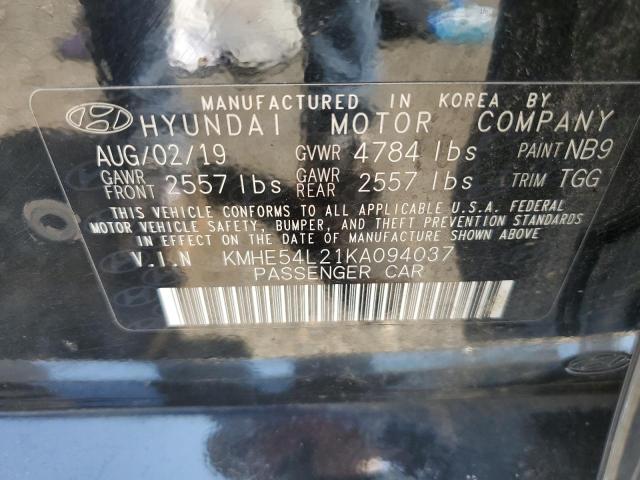 MANUFACTURED IN KOREA BY
HYUNDAI MOTOR COMPANY
AUG/02/19 GVWR 4784 lbs PAINT NB9
GAWR FRONT 2557 lbs GAWR REAR 2557 lbs TRIM TGG
THIS VEHICLE CONFORMS TO ALL APPLICABLE U.S.A. FEDERAL
MOTOR VEHICLE SAFETY, BUMPER, AND THEFT PREVENTION STANDARDS
IN EFFECT ON THE DATE OF MANUFACTURE SHOWN ABOVE
V.I.N KMHE54L21KA094037
PASSENGER CAR